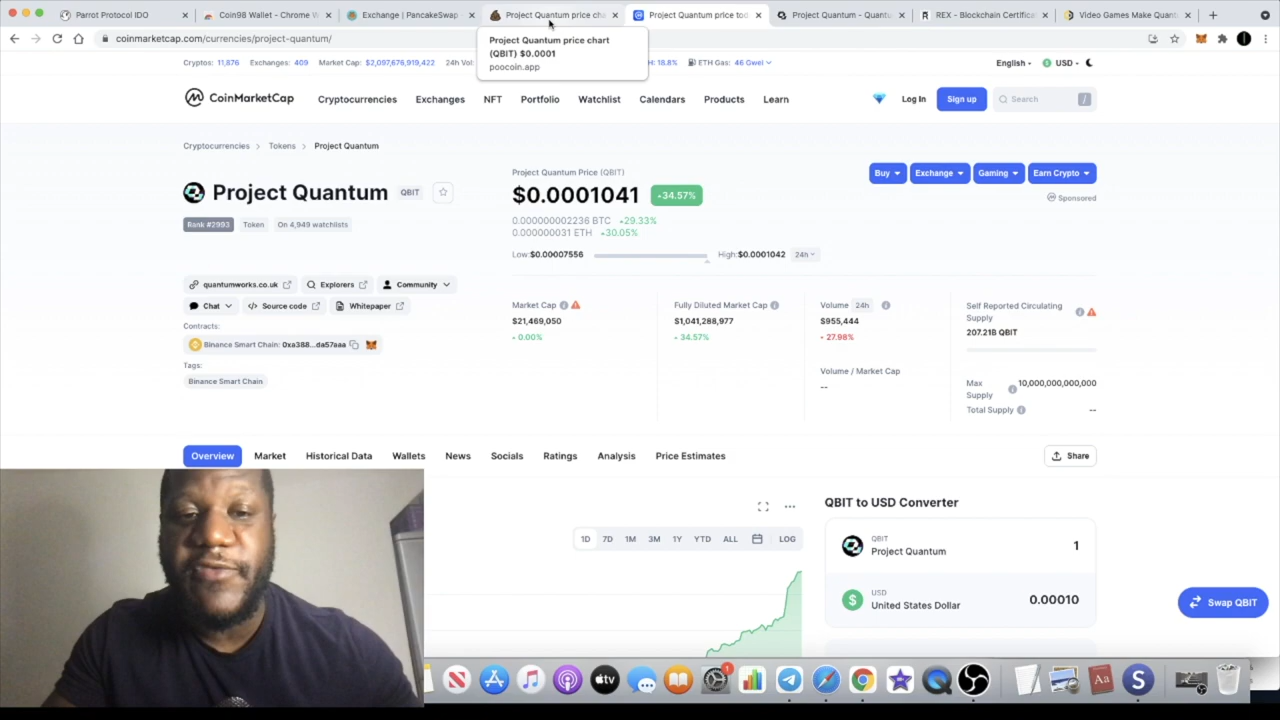 Parrot Protocol IDO
Coin98 Wallet - Chrome W
Exchange | PancakeSwap
Project Quantum price cha
Project Quantum price tod
Project Quantum - Quantu
REX - Blockchain Certifica
Video Games Make Quant
coinmarketcap.com/currencies/project-quantum/
Project Quantum price chart
(QBIT) $0.0001
poocoin.app
Cryptos: 11,876 Exchanges: 409 Market Cap: $2,097,676,919,422 24h Vol: H: 18.8% ETH Gas: 46 Gwei
English USD
CoinMarketCap
Cryptocurrencies Exchanges NFT Portfolio Watchlist Calendars Products Learn
Log In Sign up Search /
Cryptocurrencies > Tokens > Project Quantum
Project Quantum QBIT
Rank #2993 Token On 4,949 watchlists
quantumworks.co.uk Explorers Community
Chat Source code Whitepaper
Contracts:
Binance Smart Chain: 0xa388...da57aaa
Tags:
Binance Smart Chain
Project Quantum Price (QBIT)
$0.0001041 34.57%
0.000000002236 BTC 29.33%
0.000000031 ETH 30.05%
Low: $0.00007556 High: $0.0001042 24h
Buy Exchange Gaming Earn Crypto
Sponsored
Market Cap
$21,469,050
0.00%
Fully Diluted Market Cap
$1,041,288,977
34.57%
Volume 24h
$955,444
27.98%
Volume / Market Cap
--
Self Reported Circulating
Supply
207.21B QBIT
Max
Supply
10,000,000,000,000
Total Supply --
Overview Market Historical Data Wallets News Socials Ratings Analysis Price Estimates
Share
1D 7D 1M 3M 1Y YTD ALL LOG
QBIT to USD Converter
QBIT
Project Quantum
1
USD
United States Dollar
0.00010
Swap QBIT
tv
1
Aa
S